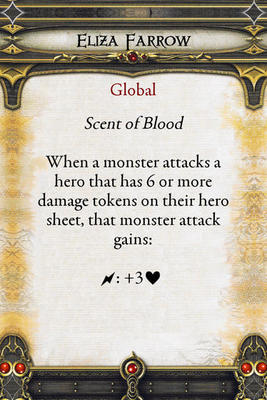 Eliza Farrow
Global
Scent of Blood
When a monster attacks a
hero that has 6 or more
damage tokens on their hero
sheet, that monster attack
gains:
: +3♥